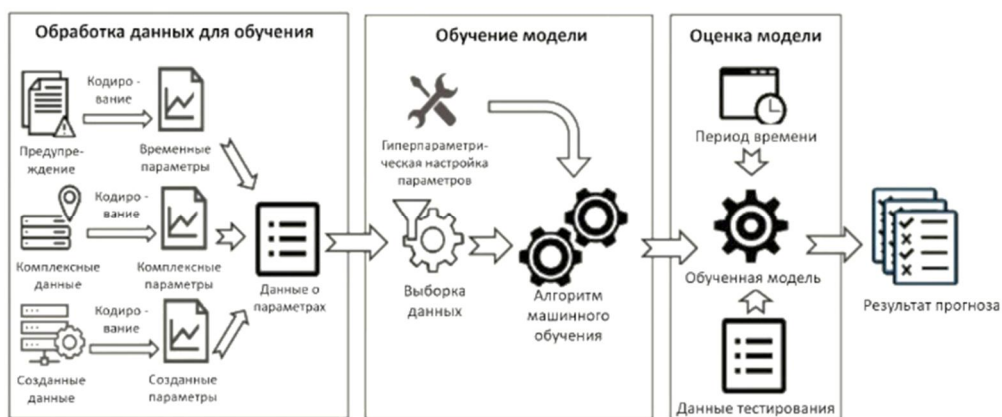 Обработка данных для обучения
Кодиро -
вание
Предупре-
ждение
Временные
параметры
Кодиро -
вание
Комплексные
данные
Комплексные
параметры
Кодиро -
вание
Созданные
данные
Созданные
параметры
Данные о
параметрах
Обучение модели
Гиперпараметри-
ческая настройка
параметров
Выборка
данных
Алгоритм
машинного
обучения
Оценка модели
Период времени
Обученная модель
Данные тестирования
Результат прогноза